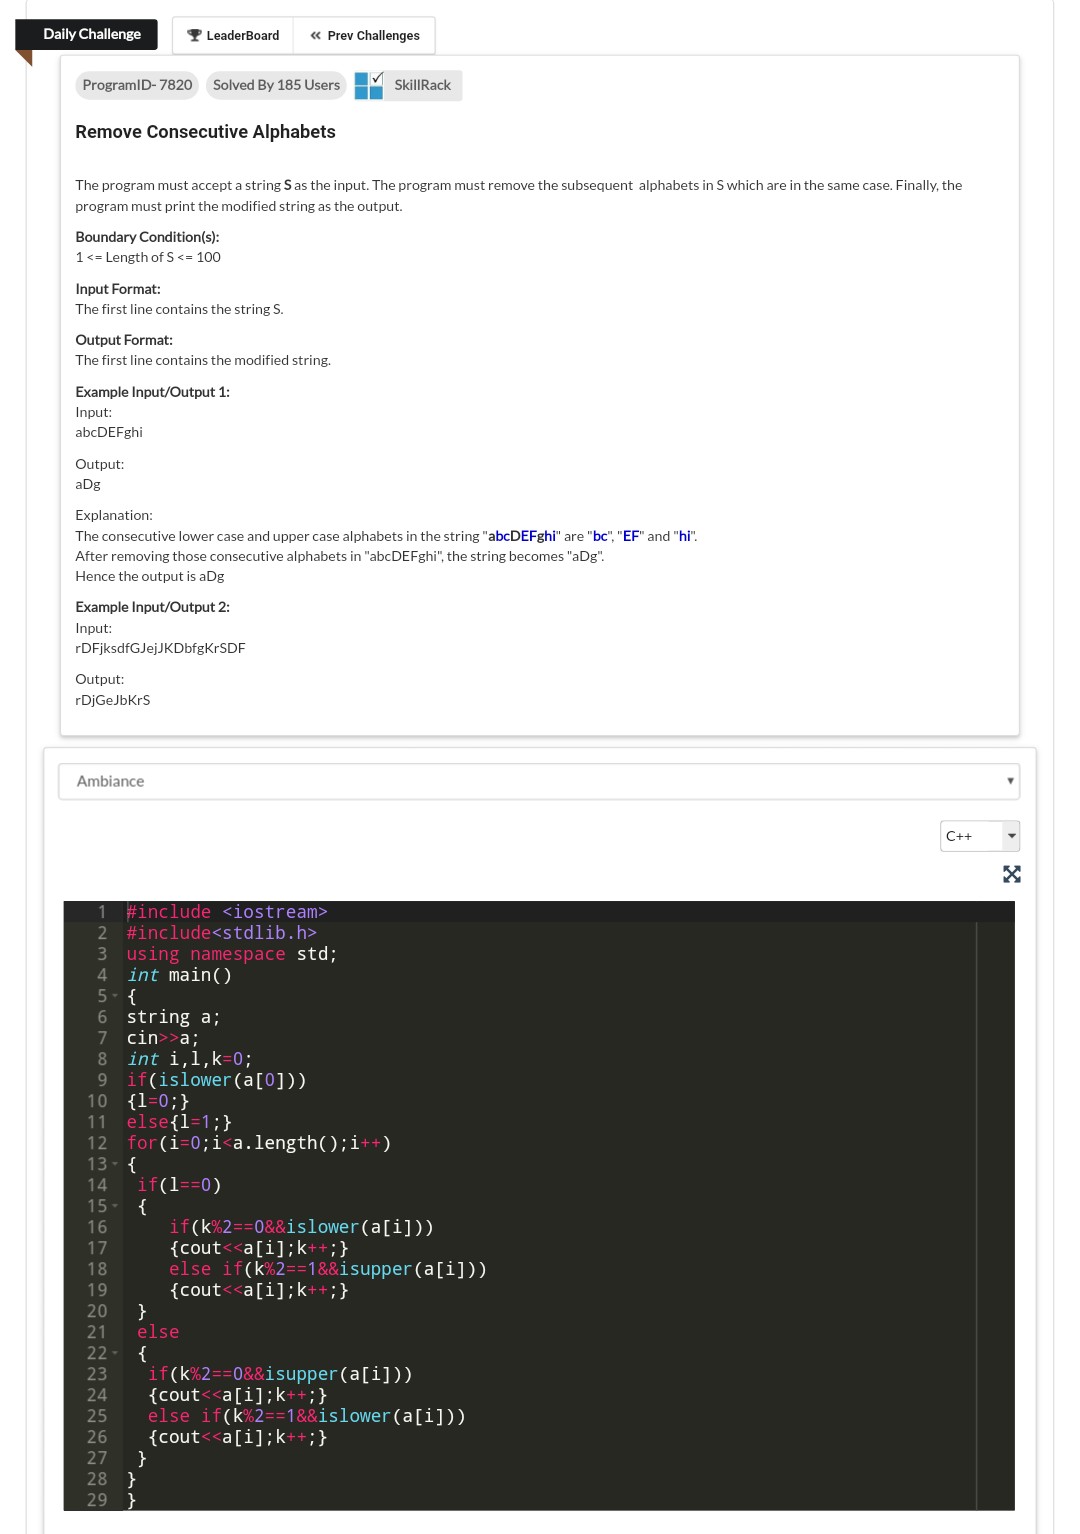 Daily Challenge
LeaderBoard
Prev Challenges
ProgramID- 7820
Solved By 185 Users
SkillRack
Remove Consecutive Alphabets
The program must accept a string S as the input. The program must remove the subsequent  alphabets in S which are in the same case. Finally, the
program must print the modified string as the output.
Boundary Condition(s):
1 <= Length of S <= 100
Input Format:
The first line contains the string S.
Output Format:
The first line contains the modified string.
Example Input/Output 1:
Input:
abcDEFghi
Output:
aDg
Explanation:
The consecutive lower case and upper case alphabets in the string "abcDEFghi" are "bc", "EF" and "hi".
After removing those consecutive alphabets in "abcDEFghi", the string becomes "aDg".
Hence the output is aDg
Example Input/Output 2:
Input:
rDFjksdfGJejJKDbfgKrSDF
Output:
rDjGeJbKrS
Ambiance
C++
1 #include <iostream>
2 #include<stdlib.h>
3 using namespace std;
4 int main()
5 {
6 string a;
7 cin>>a;
8 int i,l,k=0;
9 if(islower(a[0]))
10 {l=0;}
11 else{l=1;}
12 for(i=0;i<a.length();i++)
13 {
14  if(l==0)
15  {
16     if(k%2==0&&islower(a[i]))
17     {cout<<a[i];k++;}
18     else if(k%2==1&&isupper(a[i]))
19     {cout<<a[i];k++;}
20  }
21  else
22  {
23   if(k%2==0&&isupper(a[i]))
24   {cout<<a[i];k++;}
25   else if(k%2==1&&islower(a[i]))
26   {cout<<a[i];k++;}
27  }
28 }
29 }